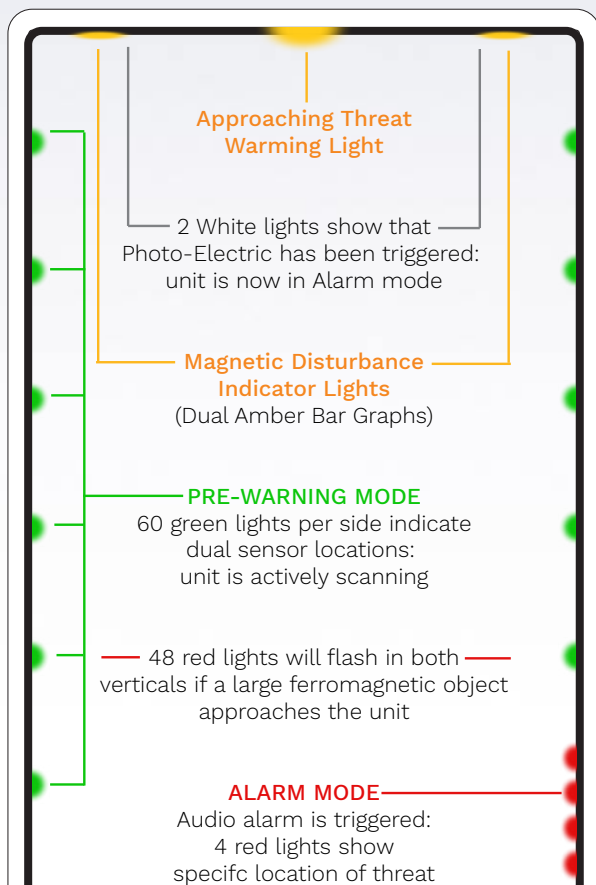 Approaching Threat
Warming Light
2 White lights show that
Photo-Electric has been triggered:
unit is now in Alarm mode
Magnetic Disturbance
Indicator Lights
(Dual Amber Bar Graphs)
PRE-WARNING MODE
60 green lights per side indicate
dual sensor locations:
unit is actively scanning
48 red lights will flash in both
verticals if a large ferromagnetic object
approaches the unit
ALARM MODE
Audio alarm is triggered:
4 red lights show
specifc location of threat